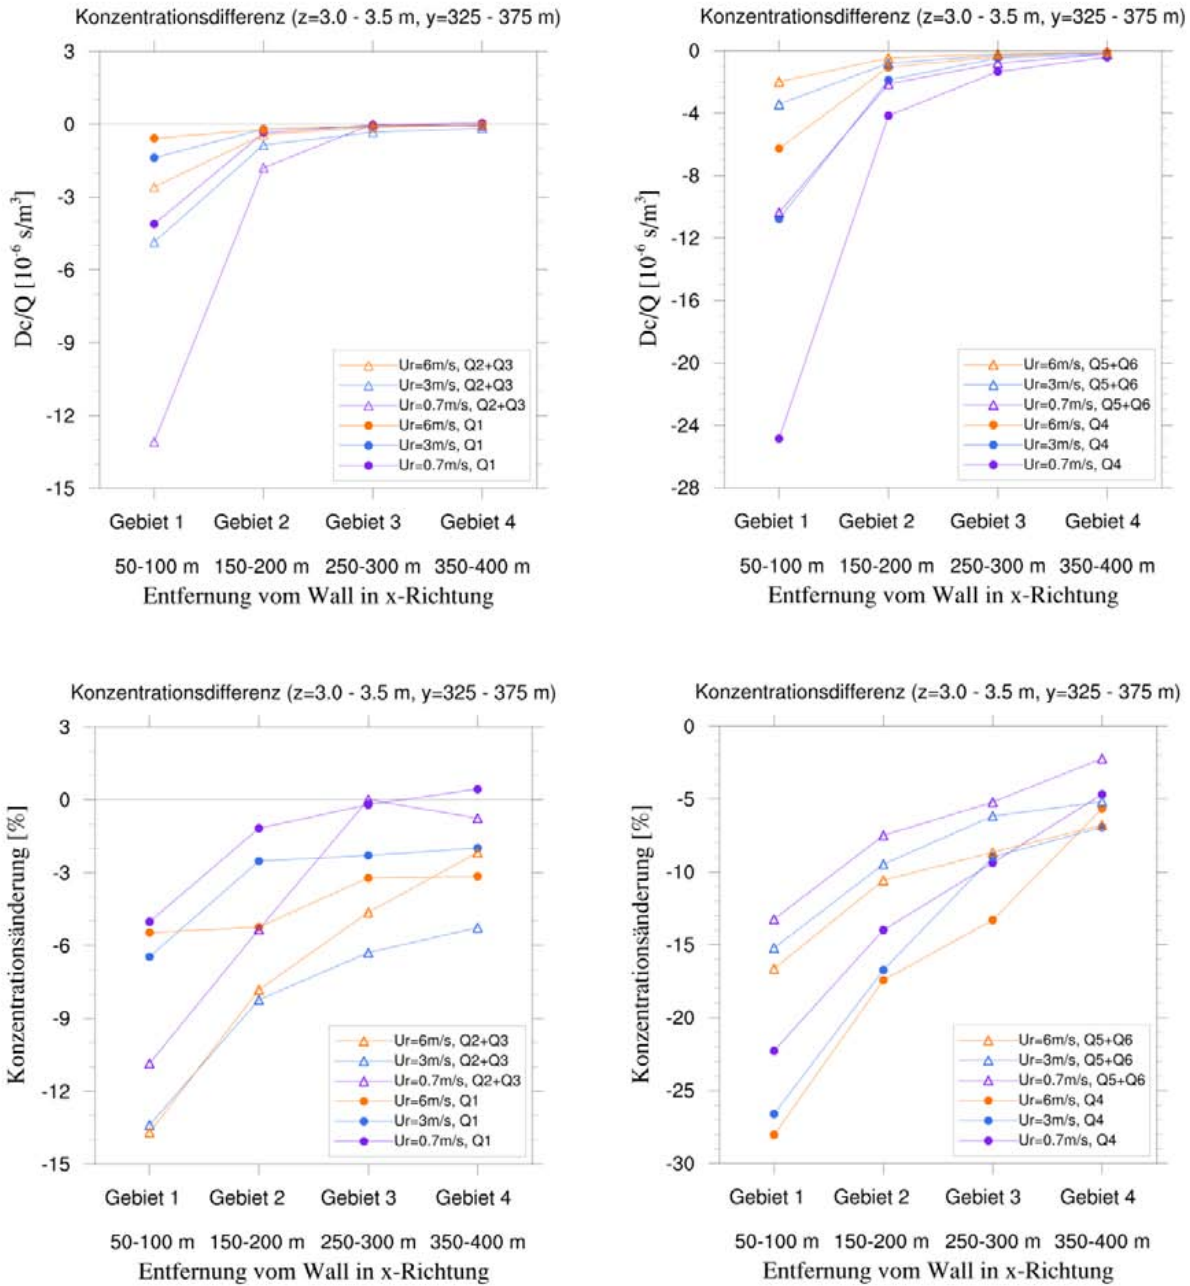 Konzentrationsdifferenz (z=3.0 - 3.5 m, y=325 - 375 m)
3
0
-3
-6
-9
-12
-15
Dc/Q [10⁻⁶ s/m³]
Ur=6m/s, Q2+Q3
Ur=3m/s, Q2+Q3
Ur=0.7m/s, Q2+Q3
Ur=6m/s, Q1
Ur=3m/s, Q1
Ur=0.7m/s, Q1
Gebiet 1 Gebiet 2 Gebiet 3 Gebiet 4
50-100 m 150-200 m 250-300 m 350-400 m
Entfernung vom Wall in x-Richtung
Konzentrationsdifferenz (z=3.0 - 3.5 m, y=325 - 375 m)
0
-4
-8
-12
-16
-20
-24
-28
Dc/Q [10⁻⁶ s/m³]
Ur=6m/s, Q5+Q6
Ur=3m/s, Q5+Q6
Ur=0.7m/s, Q5+Q6
Ur=6m/s, Q4
Ur=3m/s, Q4
Ur=0.7m/s, Q4
Gebiet 1 Gebiet 2 Gebiet 3 Gebiet 4
50-100 m 150-200 m 250-300 m 350-400 m
Entfernung vom Wall in x-Richtung
Konzentrationsdifferenz (z=3.0 - 3.5 m, y=325 - 375 m)
3
0
-3
-6
-9
-12
-15
Konzentrationsänderung [%]
Ur=6m/s, Q2+Q3
Ur=3m/s, Q2+Q3
Ur=0.7m/s, Q2+Q3
Ur=6m/s, Q1
Ur=3m/s, Q1
Ur=0.7m/s, Q1
Gebiet 1 Gebiet 2 Gebiet 3 Gebiet 4
50-100 m 150-200 m 250-300 m 350-400 m
Entfernung vom Wall in x-Richtung
Konzentrationsdifferenz (z=3.0 - 3.5 m, y=325 - 375 m)
0
-5
-10
-15
-20
-25
-30
Konzentrationsänderung [%]
Ur=6m/s, Q5+Q6
Ur=3m/s, Q5+Q6
Ur=0.7m/s, Q5+Q6
Ur=6m/s, Q4
Ur=3m/s, Q4
Ur=0.7m/s, Q4
Gebiet 1 Gebiet 2 Gebiet 3 Gebiet 4
50-100 m 150-200 m 250-300 m 350-400 m
Entfernung vom Wall in x-Richtung